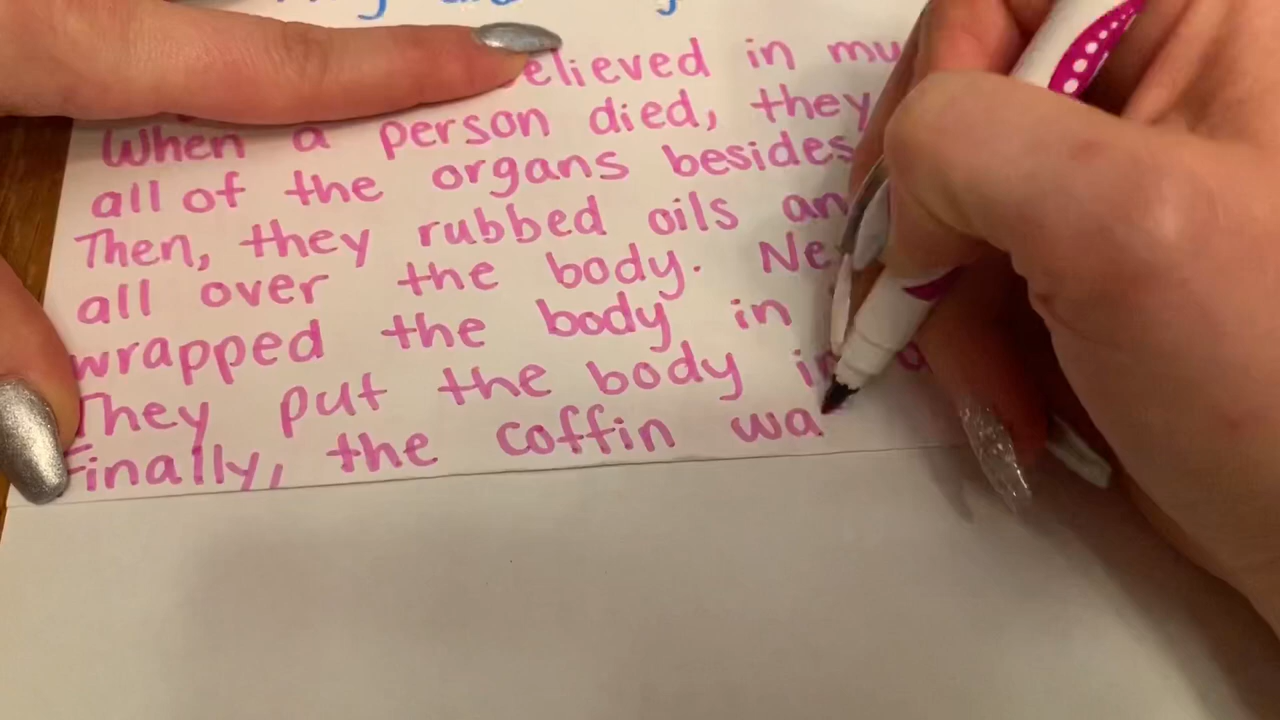 elieved in mu
When a person died, they
all of the organs besides
Then, they rubbed oils an
all over the body. Ne
wrapped the body in
They put the body in a
Finally, the coffin wa